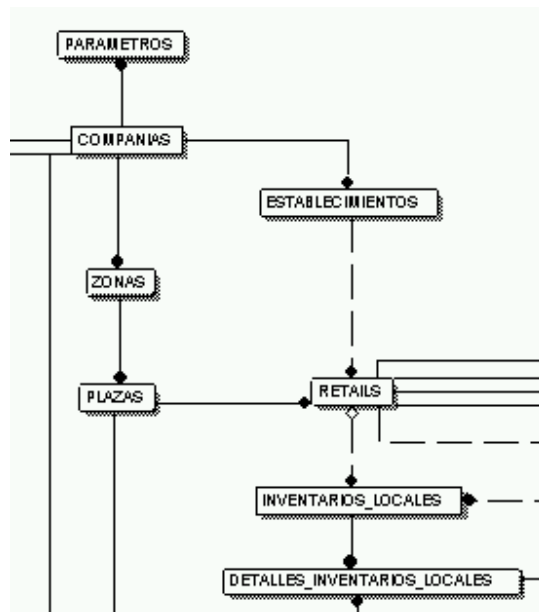 PARAMETROS
COMPANIAS
ESTABLECIMIENTOS
ZONAS
PLAZAS
RETAILS
INVENTARIOS_LOCALES
DETALLES_INVENTARIOS_LOCALES